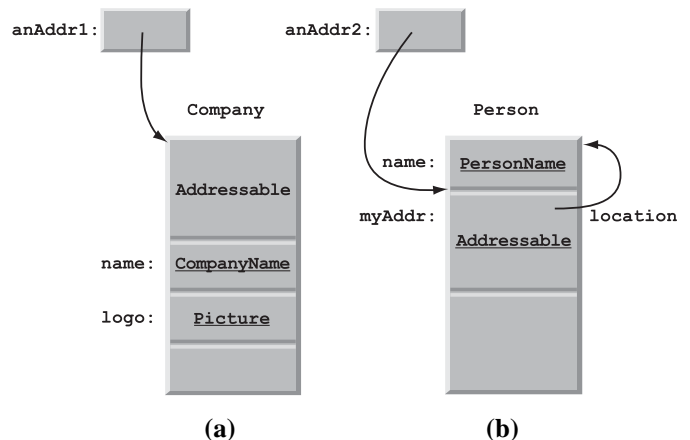 anAddr1:
anAddr2:
Company
Person
Addressable
name: CompanyName
logo: Picture
name: PersonName
myAddr:
Addressable
location
(a)
(b)